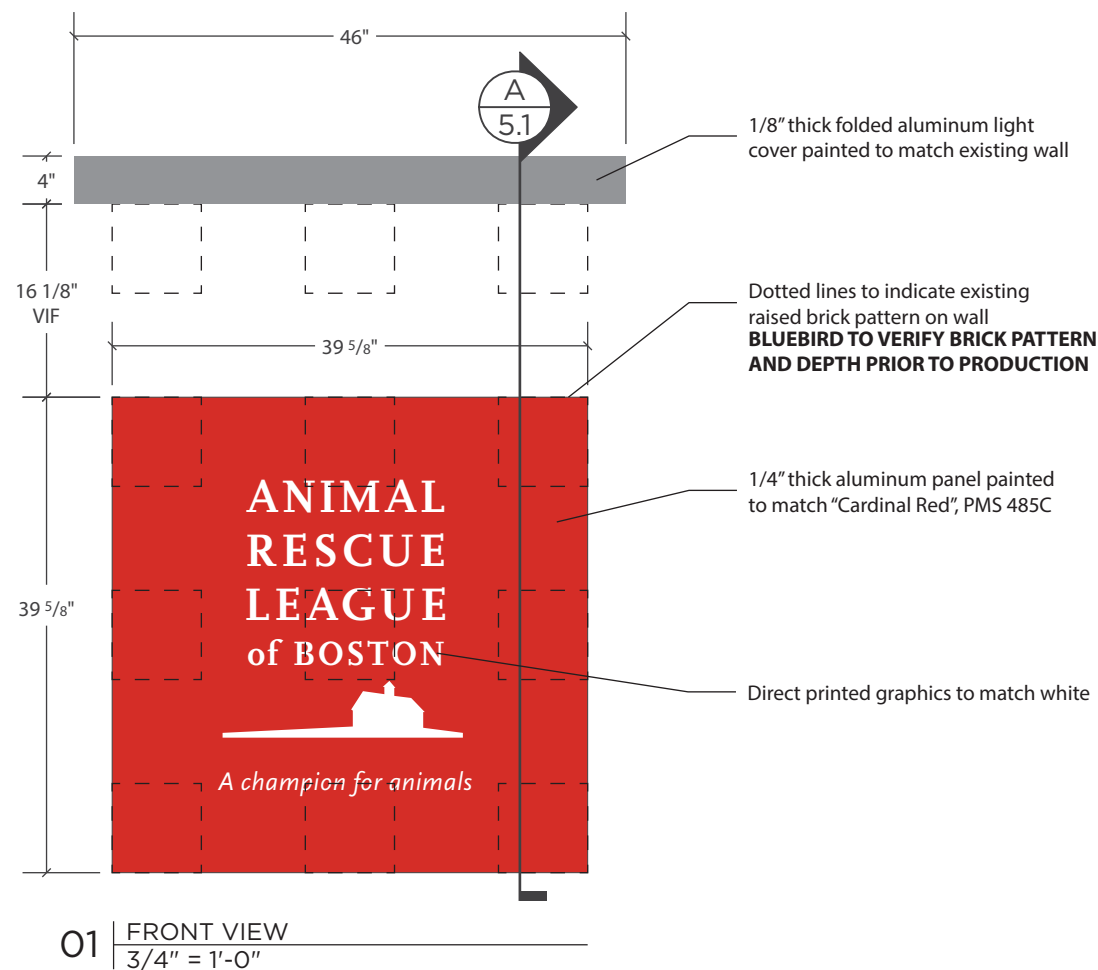 46"
A
5.1
1/8" thick folded aluminum light
cover painted to match existing wall
4"
16 1/8"
VIF
Dotted lines to indicate existing
raised brick pattern on wall
BLUEBIRD TO VERIFY BRICK PATTERN
AND DEPTH PRIOR TO PRODUCTION
39 5/8"
1/4" thick aluminum panel painted
to match "Cardinal Red", PMS 485C
ANIMAL
RESCUE
LEAGUE
of BOSTON
39 5/8"
Direct printed graphics to match white
A champion for animals
01
FRONT VIEW
3/4" = 1'-0"